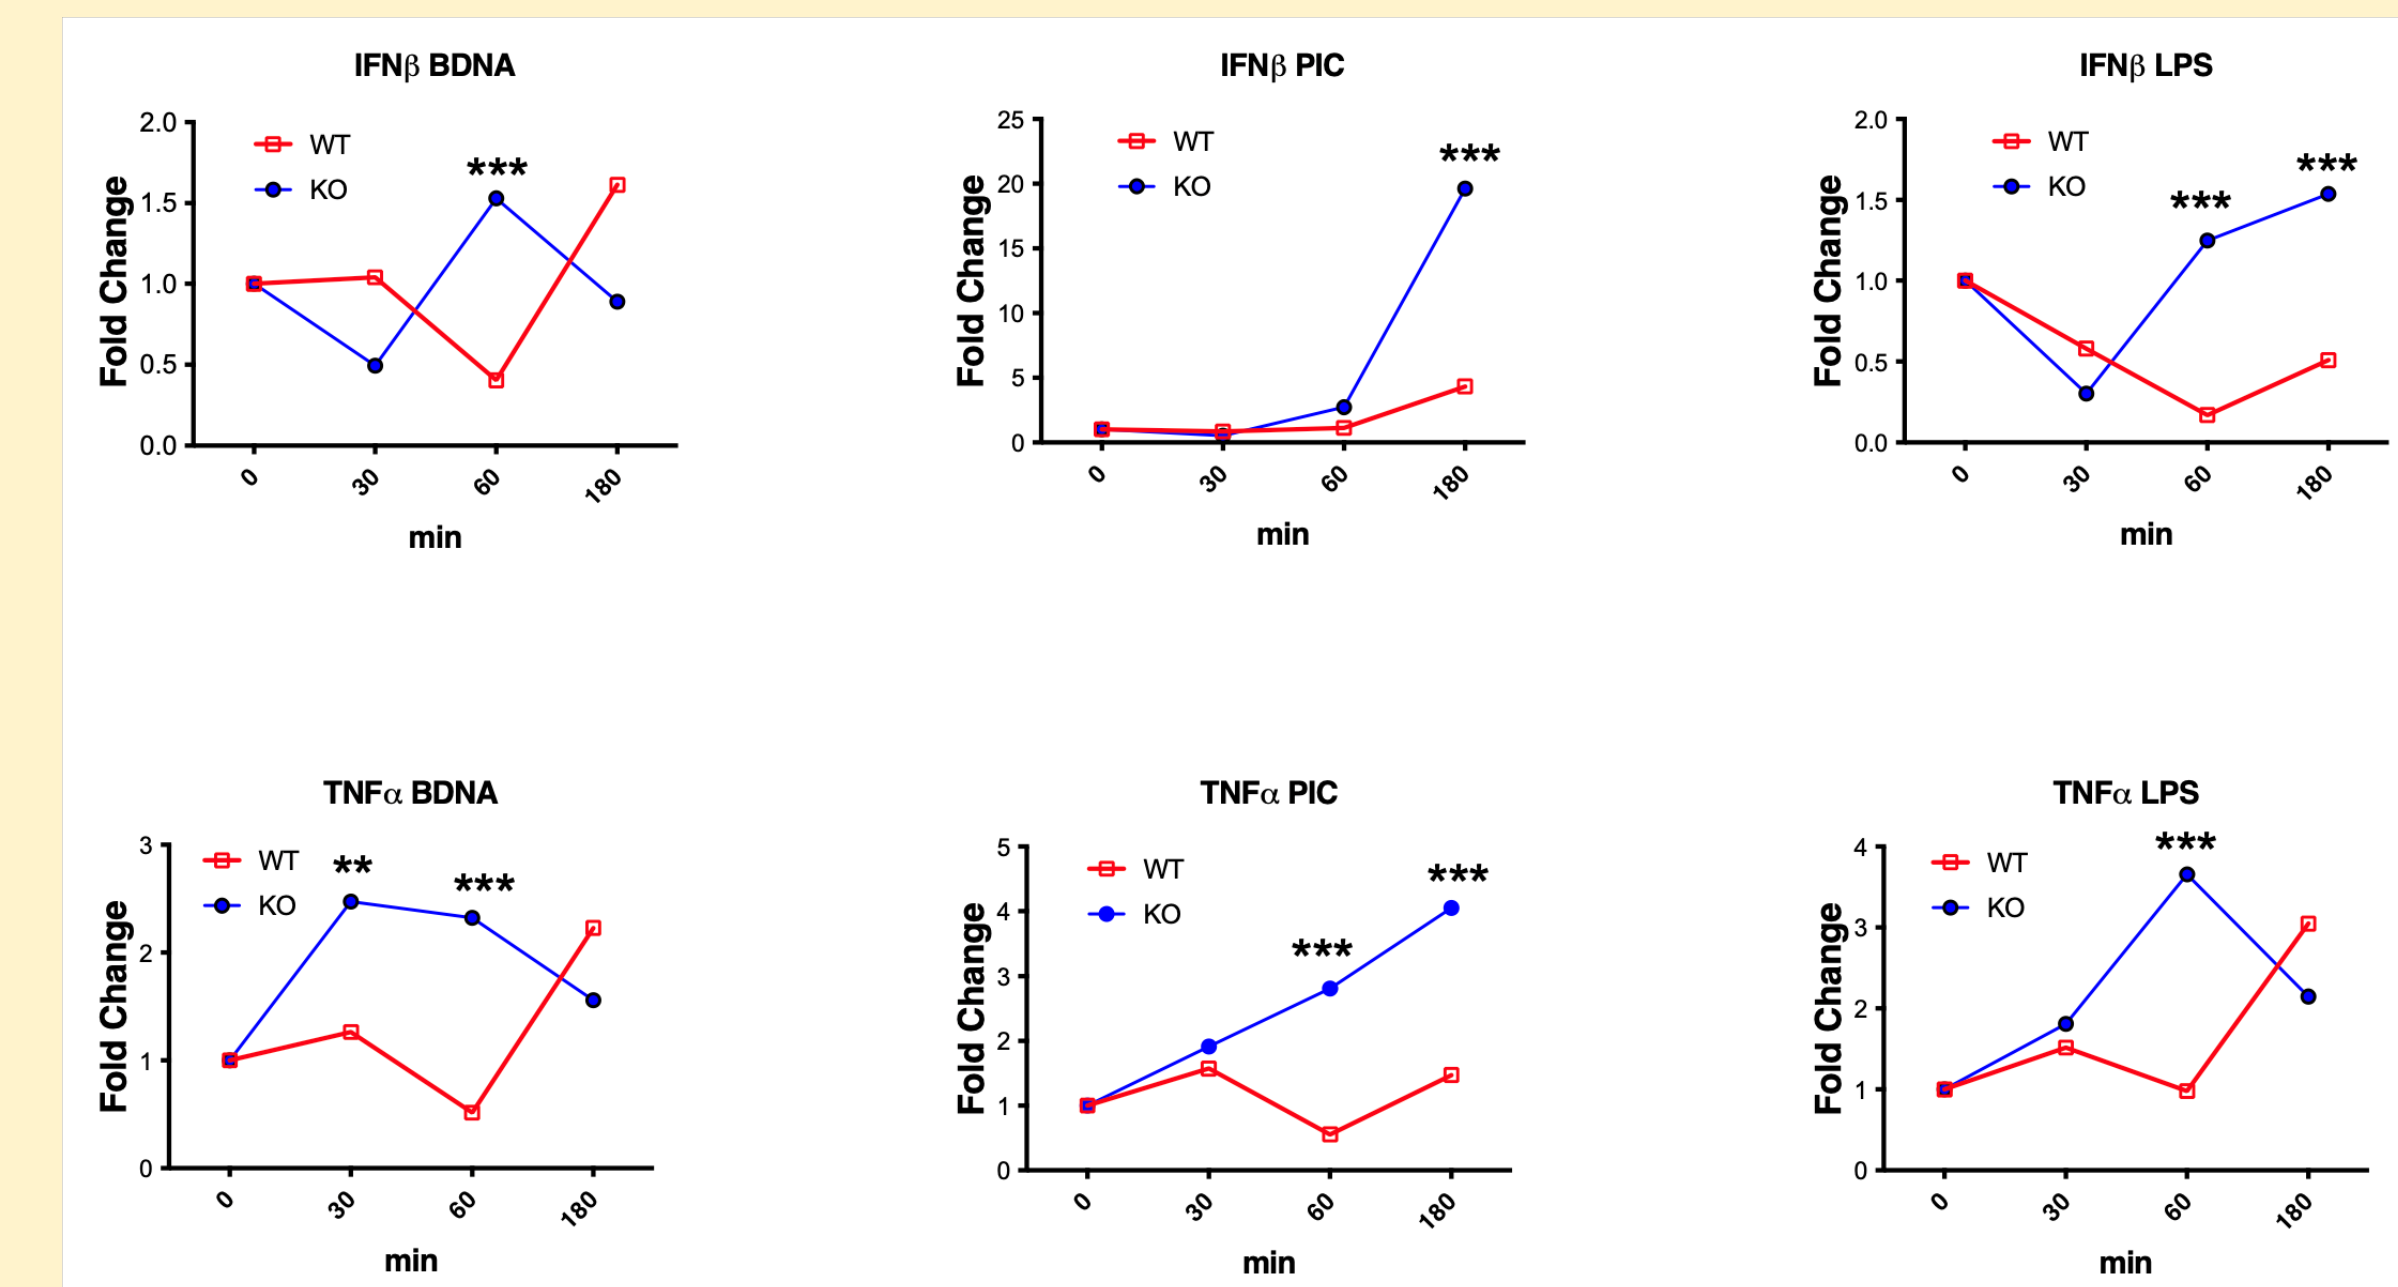 IFNβ BDNA
2.0
1.5
1.0
0.5
0.0
Fold Change
WT
KO
***
0
30
60
180
min
IFNβ PIC
25
20
15
10
5
0
Fold Change
WT
KO
***
0
30
60
180
min
IFNβ LPS
2.0
1.5
1.0
0.5
0.0
Fold Change
WT
KO
***
***
0
30
60
180
min
TNFα BDNA
3
2
1
0
Fold Change
WT
KO
**
***
0
30
60
180
min
TNFα PIC
5
4
3
2
1
0
Fold Change
WT
KO
***
***
0
30
60
180
min
TNFα LPS
4
3
2
1
0
Fold Change
WT
KO
***
0
30
60
180
min